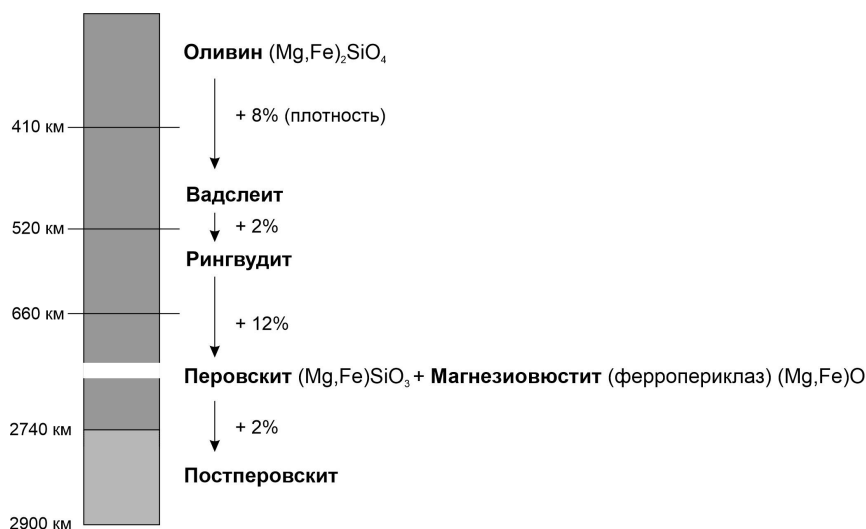 Оливин (Mg,Fe)₂SiO₄
+ 8% (плотность)
410 км
Вадслеит
520 км
+ 2%
Рингвудит
660 км
+ 12%
Перовскит (Mg,Fe)SiO₃ + Магнезиовюстит (ферропериклаз) (Mg,Fe)O
2740 км
+ 2%
Постперовскит
2900 км